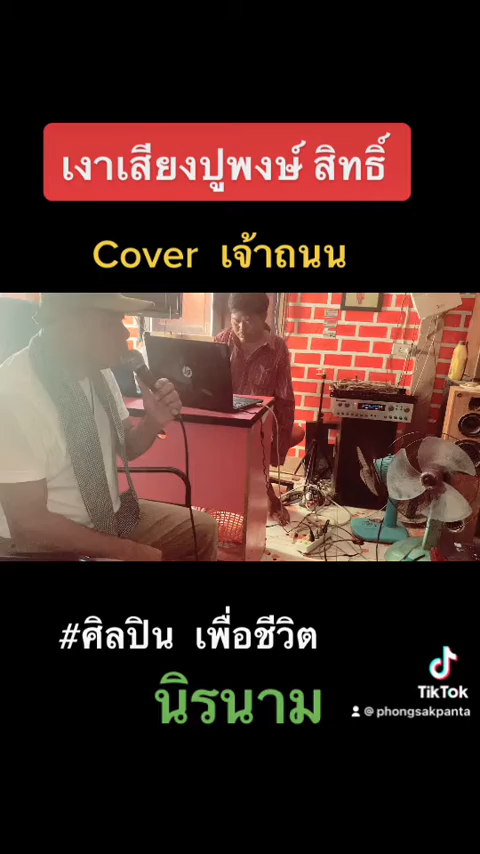 เงาเสียงปูพงษ์ สิทธิ์
Cover เจ้าถนน
hp
#ศิลปิน เพื่อชีวิต
นิรนาม
TikTok
@phongsakpanta